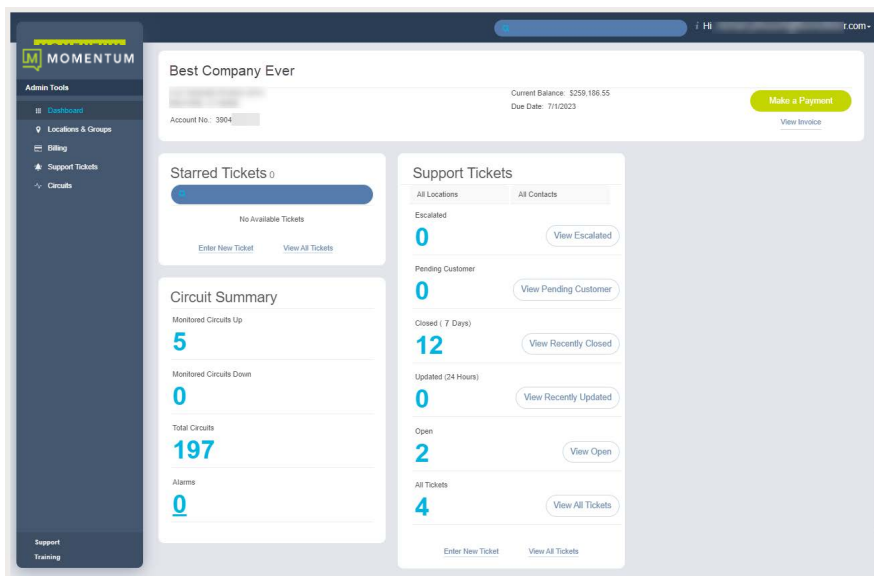 Hi r.com
MOMENTUM
Admin Tools
Dashboard
Locations & Groups
Billing
Support Tickets
Circuits
Support
Training
Best Company Ever
Account No.: 3904
Current Balance: $259,186.55
Due Date: 7/1/2023
Make a Payment
View Invoice
Starred Tickets 0
No Available Tickets
Enter New Ticket View All Tickets
Circuit Summary
Monitored Circuits Up
5
Monitored Circuits Down
0
Total Circuits
197
Alarms
0
Support Tickets
All Locations All Contacts
Escalated
0 View Escalated
Pending Customer
0 View Pending Customer
Closed ( 7 Days)
12 View Recently Closed
Updated (24 Hours)
0 View Recently Updated
Open
2 View Open
All Tickets
4 View All Tickets
Enter New Ticket View All Tickets